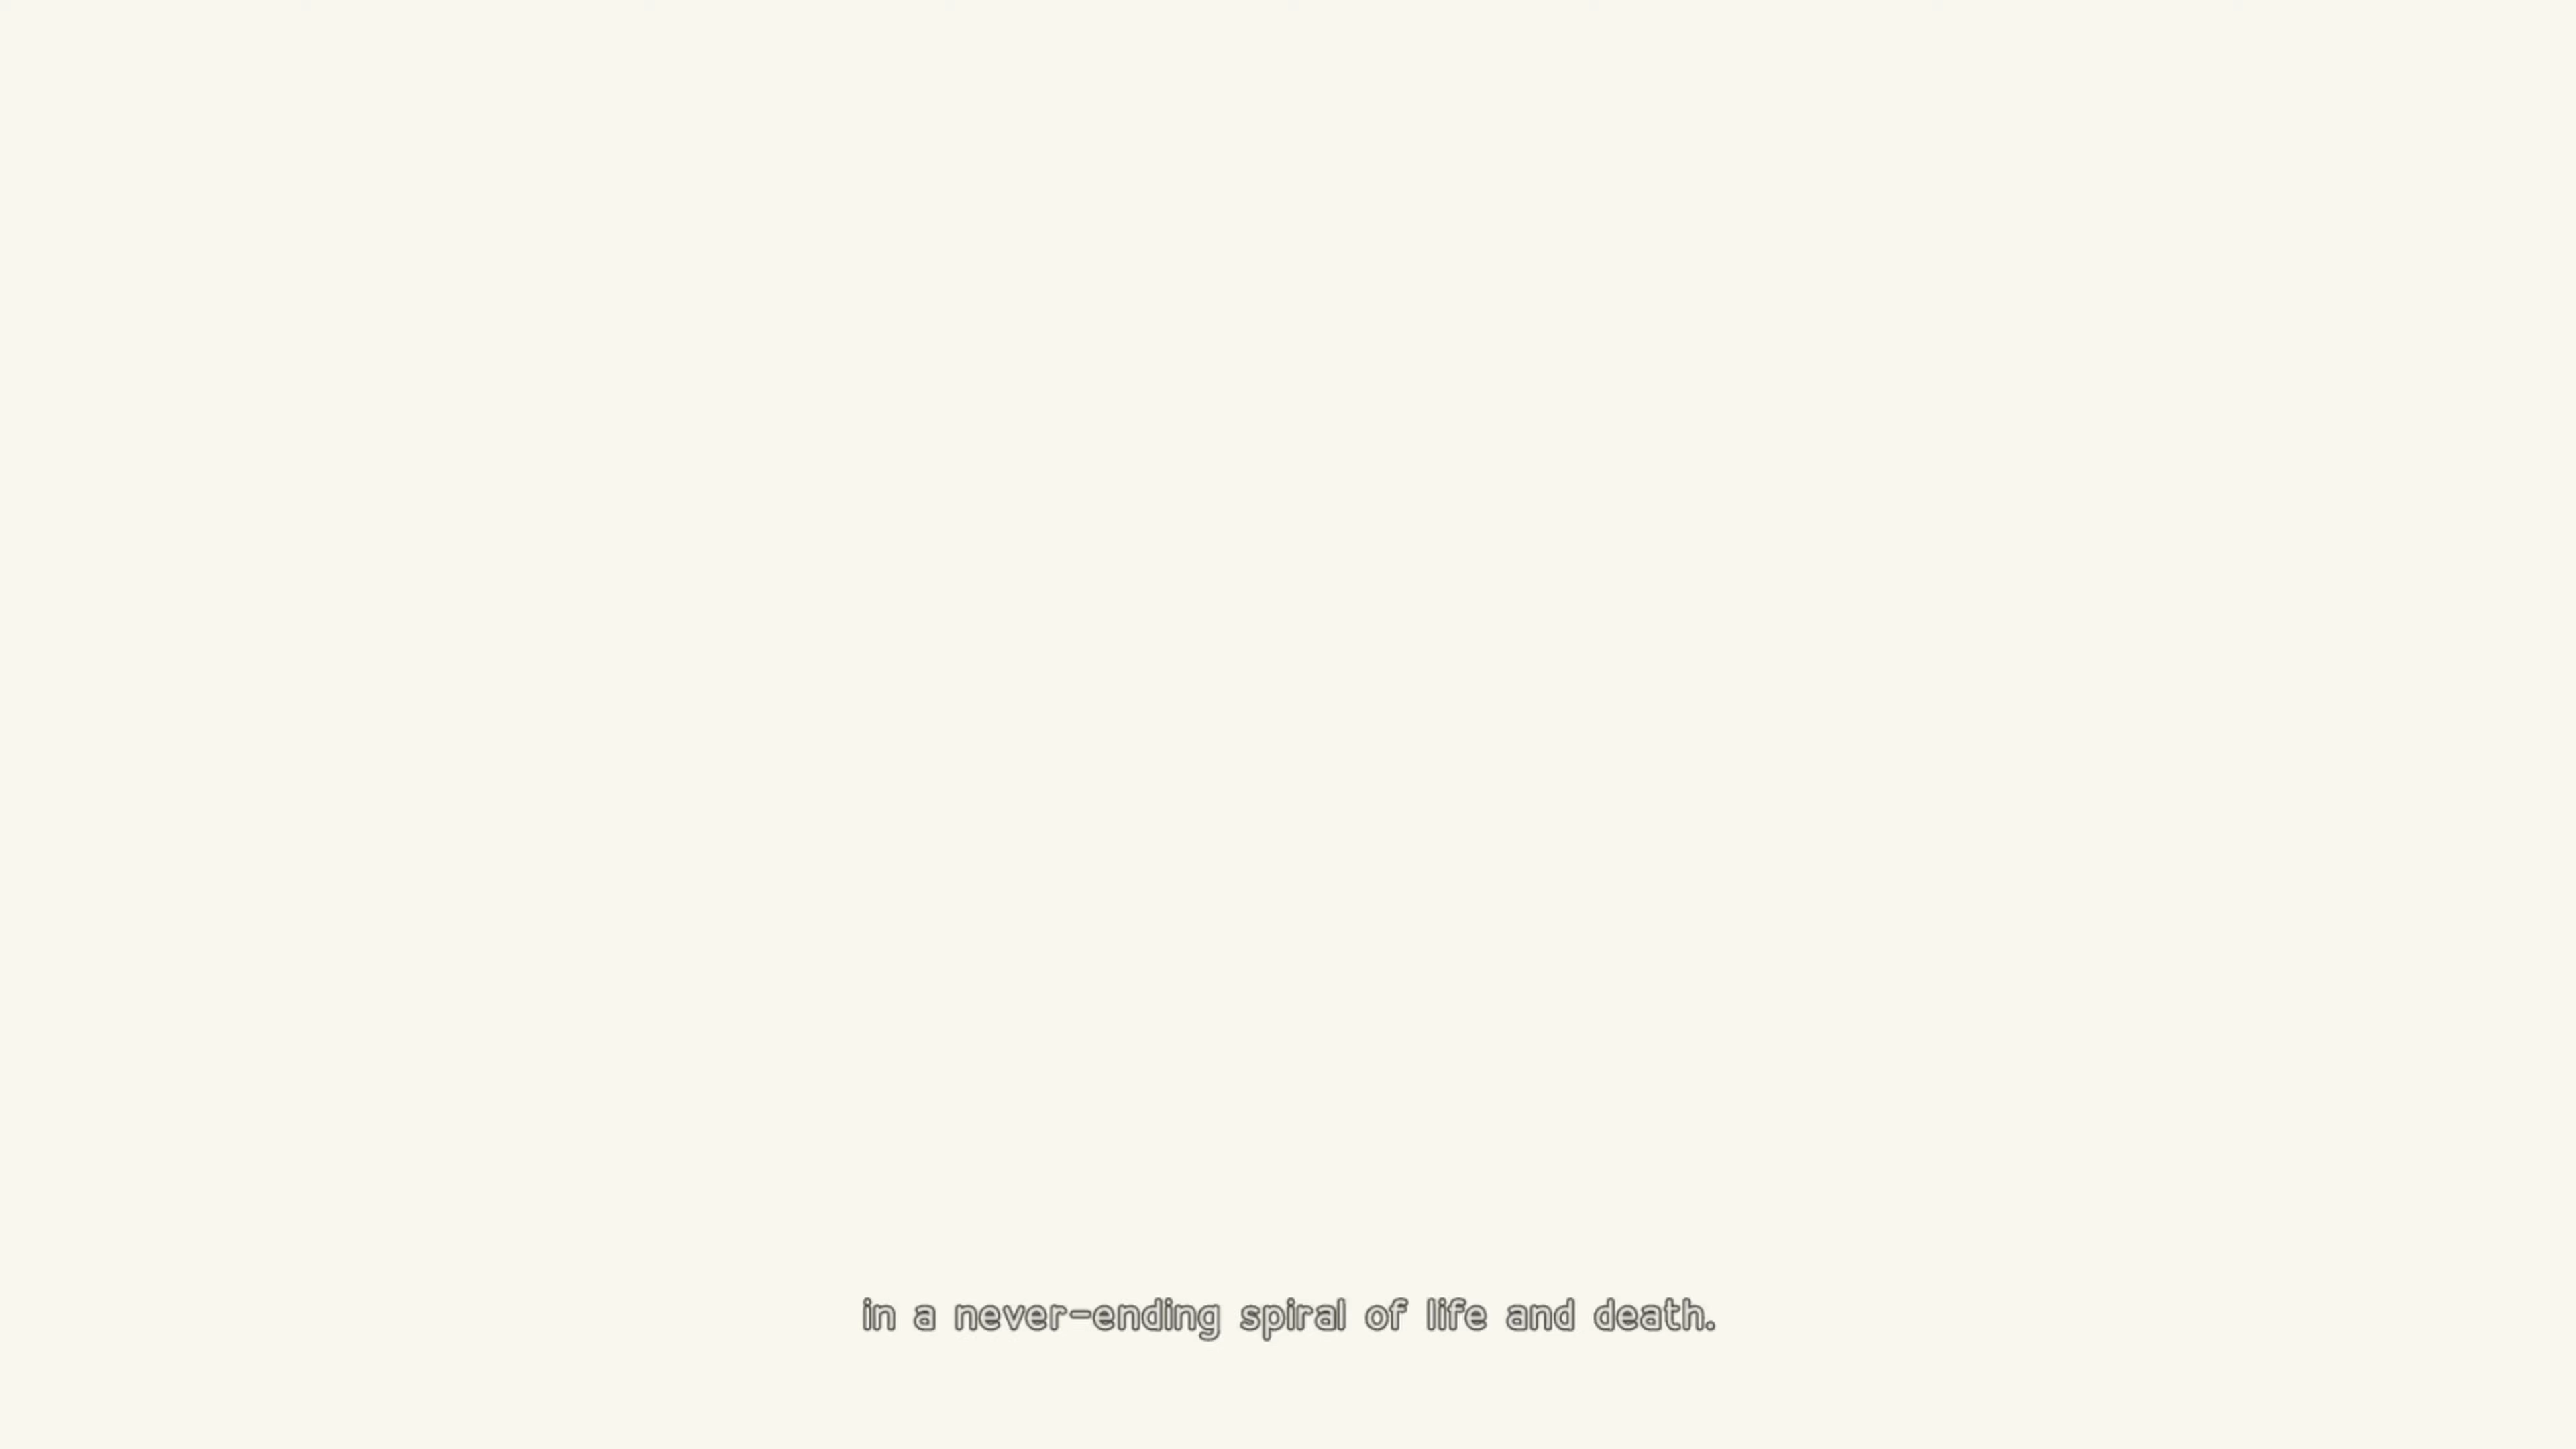 in a never-ending spiral of life and death.